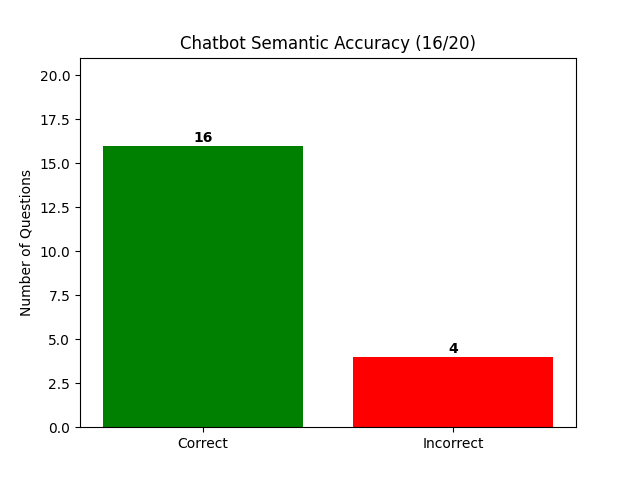 Chatbot Semantic Accuracy (16/20)
20.0
17.5
15.0
12.5
10.0
7.5
5.0
2.5
0.0
Number of Questions
16
4
Correct
Incorrect